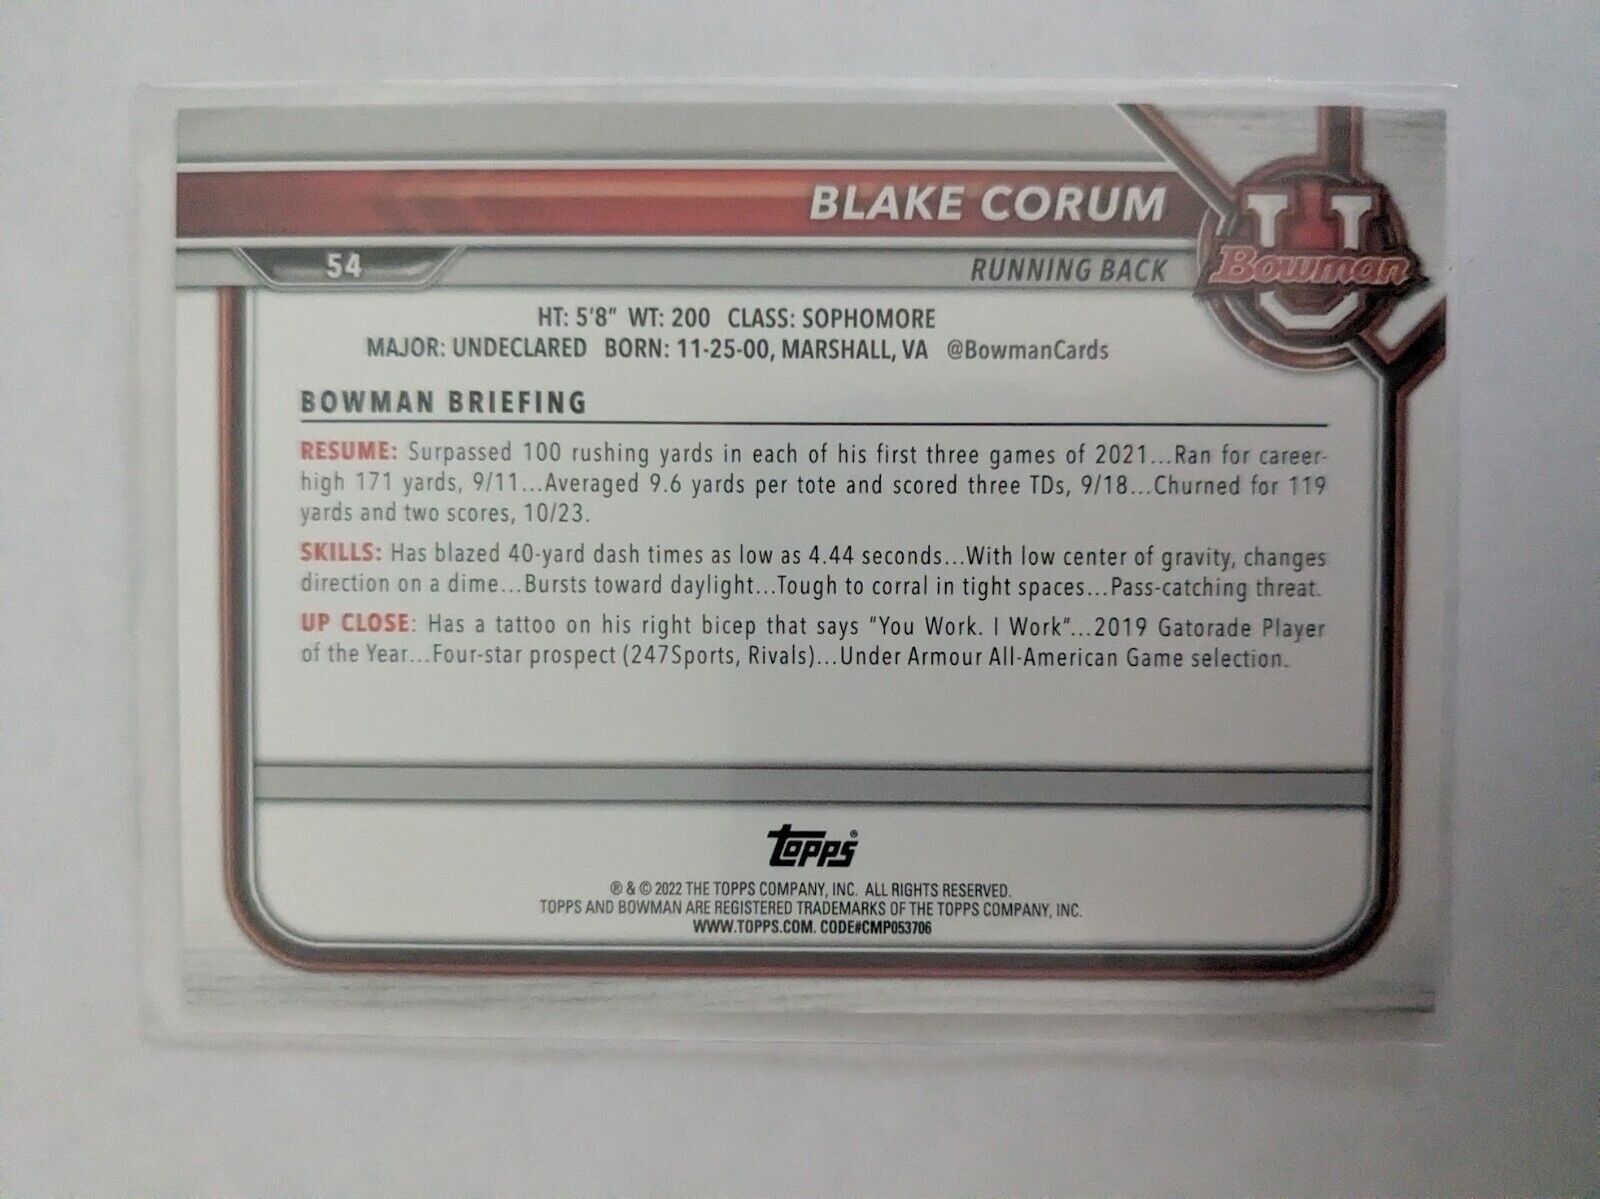 BLAKE CORUM
U
Bowman
54
RUNNING BACK
HT: 5'8" WT: 200 CLASS: SOPHOMORE
MAJOR: UNDECLARED BORN: 11-25-00, MARSHALL, VA @BowmanCards
BOWMAN BRIEFING
RESUME: Surpassed 100 rushing yards in each of his first three games of 2021...Ran for career-
high 171 yards, 9/11...Averaged 9.6 yards per tote and scored three TDs, 9/18...Churned for 119
yards and two scores, 10/23.
SKILLS: Has blazed 40-yard dash times as low as 4.44 seconds...With low center of gravity, changes
direction on a dime...Bursts toward daylight...Tough to corral in tight spaces...Pass-catching threat.
UP CLOSE: Has a tattoo on his right bicep that says "You Work. I Work"...2019 Gatorade Player
of the Year...Four-star prospect (247Sports, Rivals)...Under Armour All-American Game selection.
topps®
® & © 2022 THE TOPPS COMPANY, INC. ALL RIGHTS RESERVED.
TOPPS AND BOWMAN ARE REGISTERED TRADEMARKS OF THE TOPPS COMPANY, INC.
WWW.TOPPS.COM. CODE#CMP053706